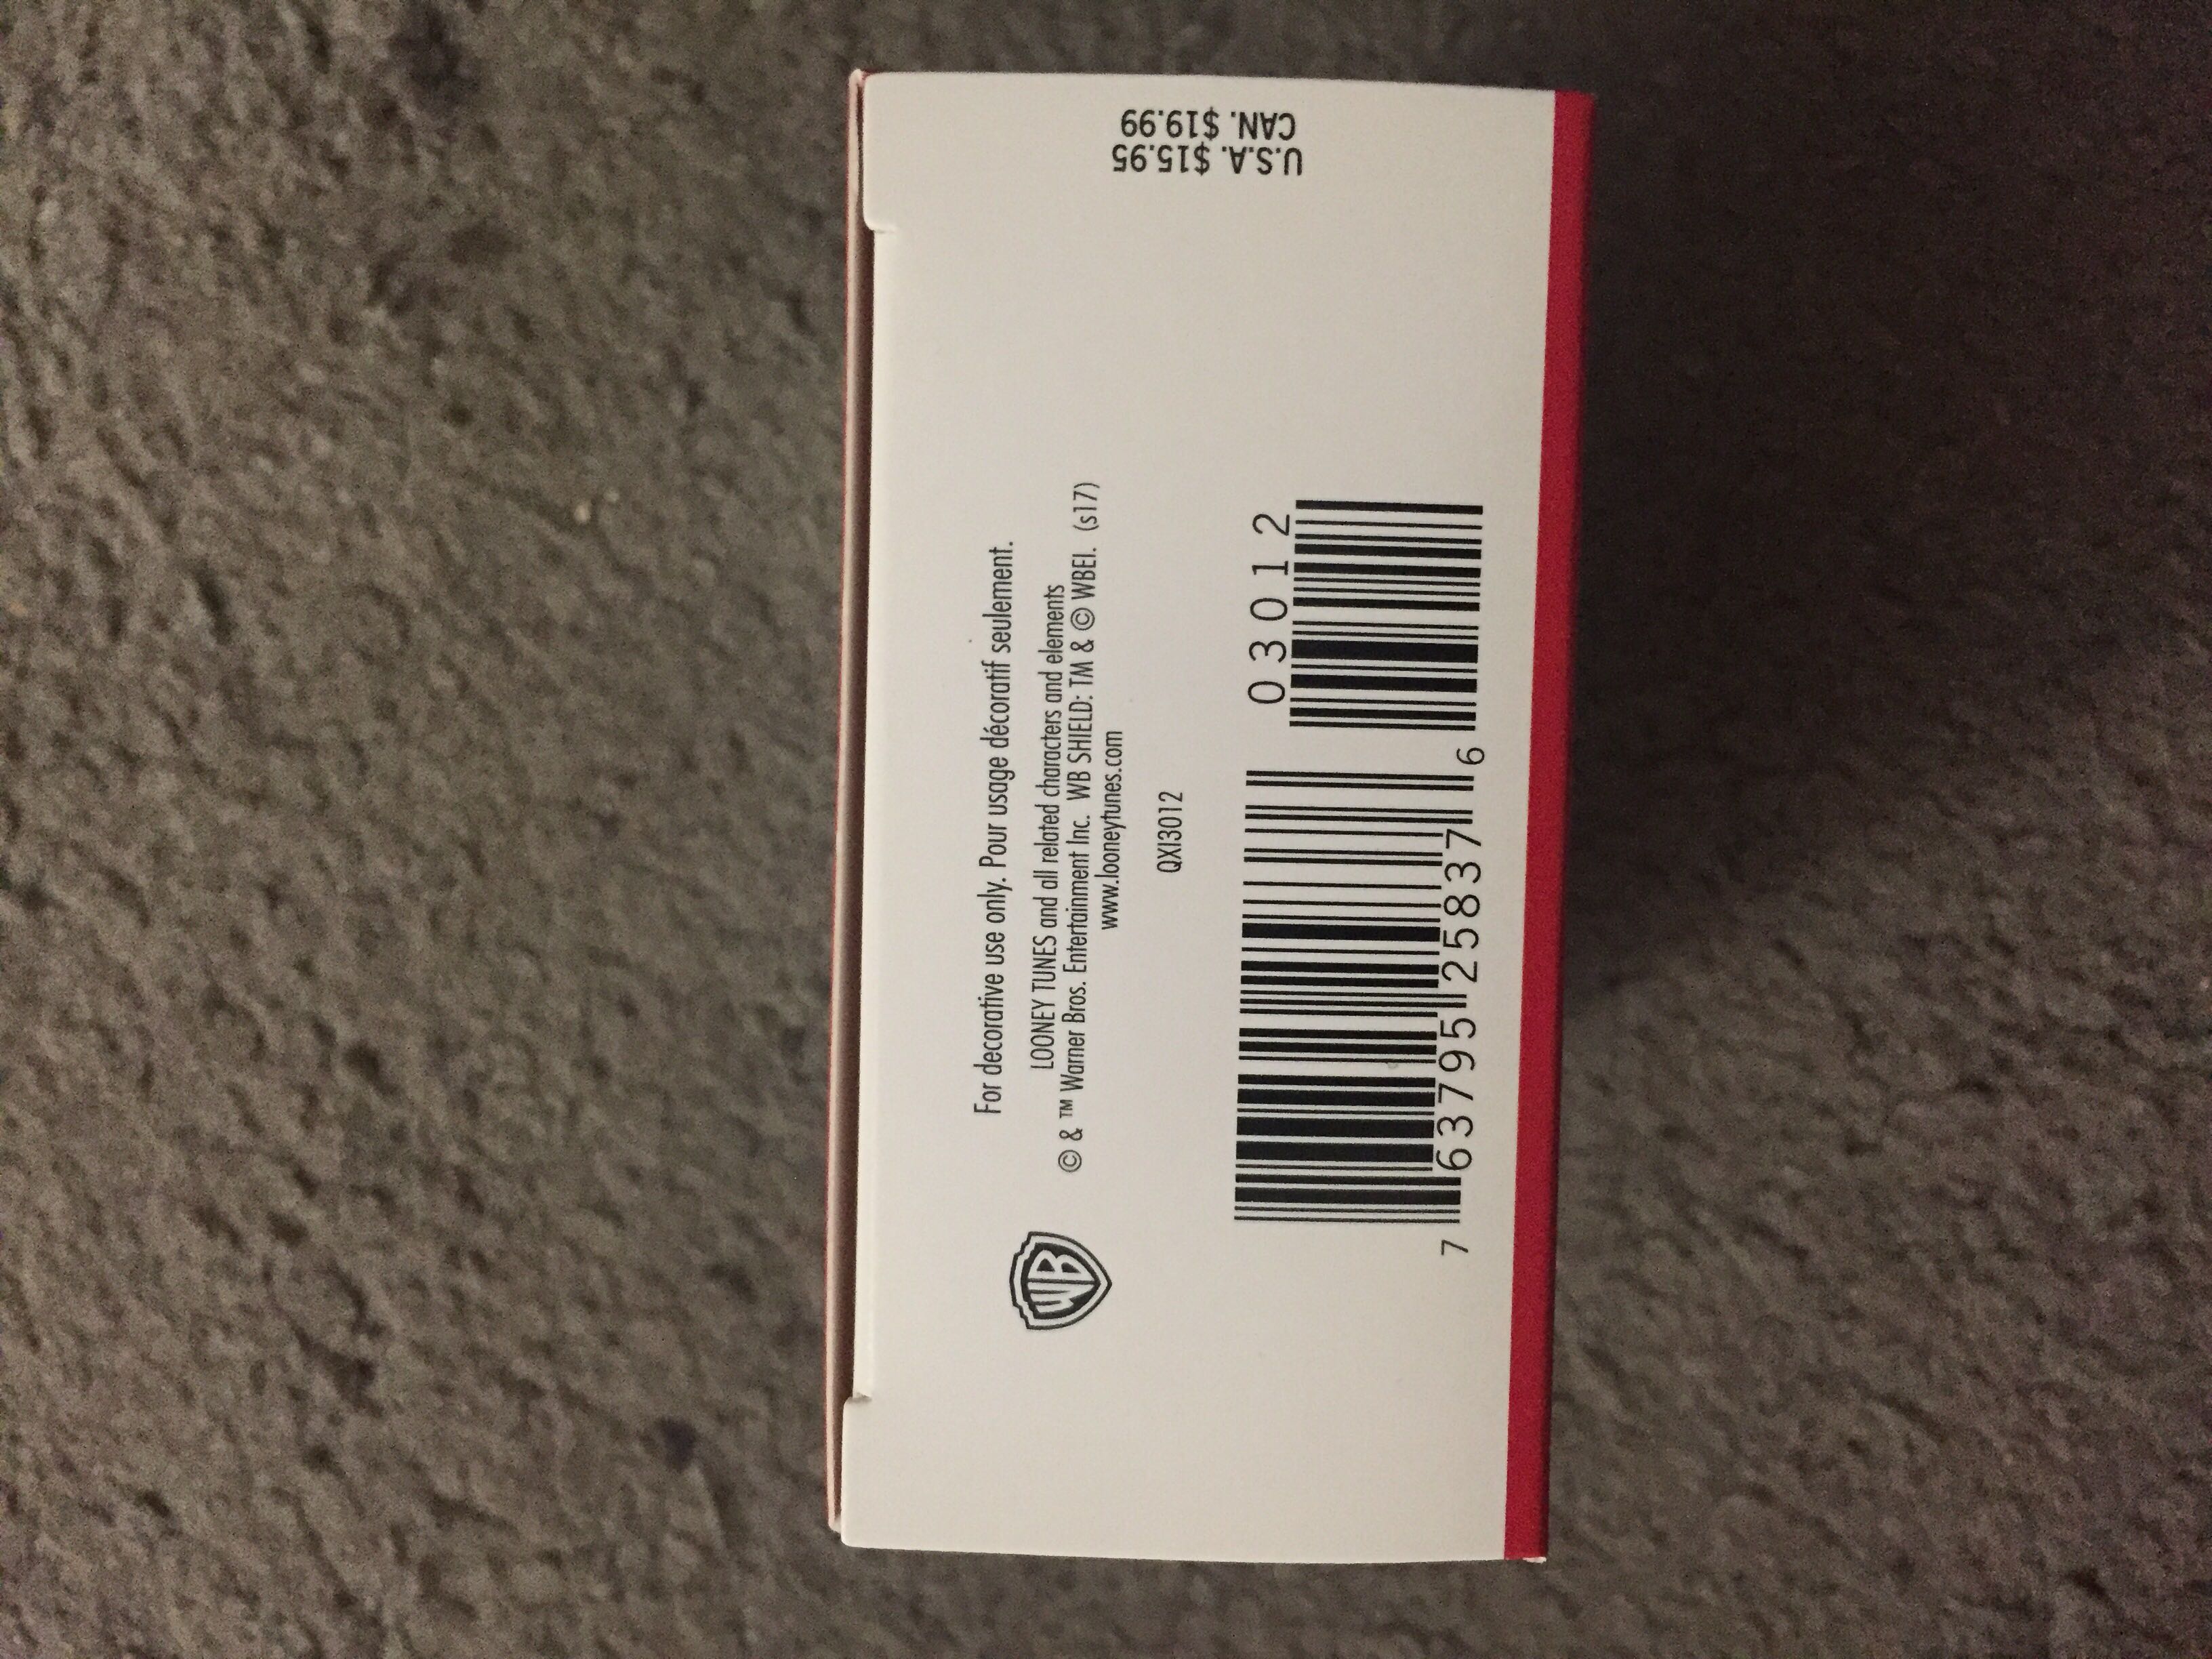 For decorative use only. Pour usage décoratif seulement.
LOONEY TUNES and all related characters and elements
© & ™ Warner Bros. Entertainment Inc. WB SHIELD: TM & © WBEI. (s17)
www.looneytunes.com
WB
QXI3012
7 63795 25837 6
03012
U.S.A. $15.95
CAN. $19.99